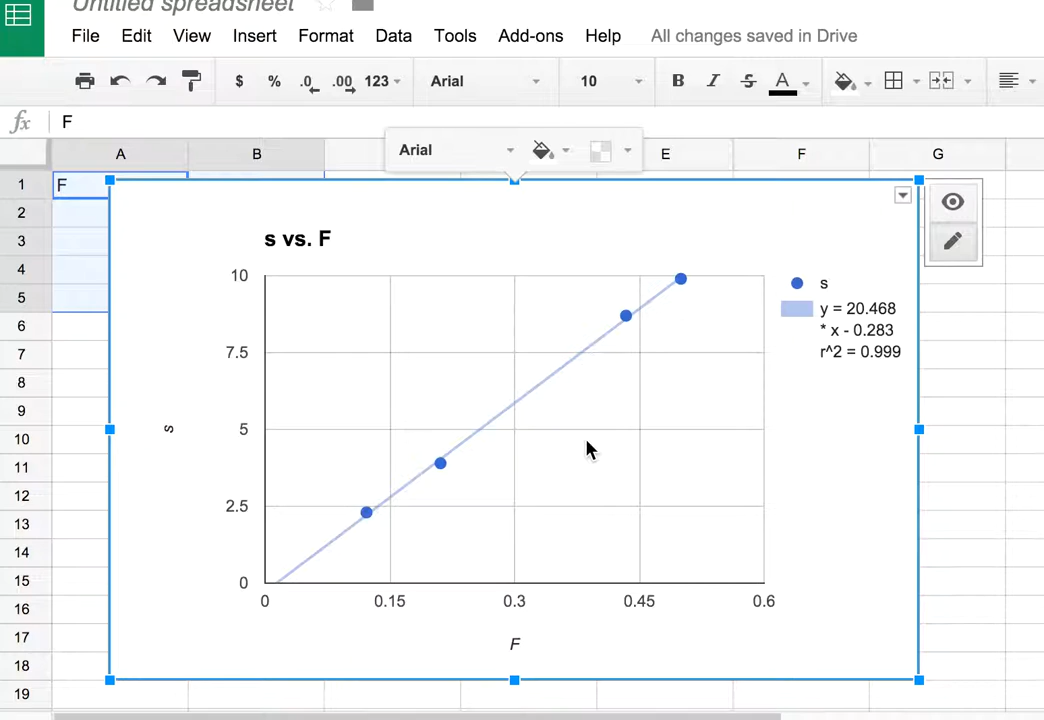 Untitled spreadsheet
File Edit View Insert Format Data Tools Add-ons Help All changes saved in Drive
$ % .0 .00 123 Arial 10 B I S A
fx F
Arial
A B E F G
1 F
2
3
4
5
6
7
8
9
10
11
12
13
14
15
16
17
18
19
s vs. F
10
7.5
5
2.5
0
s
0 0.15 0.3 0.45 0.6
F
s
y = 20.468
* x - 0.283
r^2 = 0.999